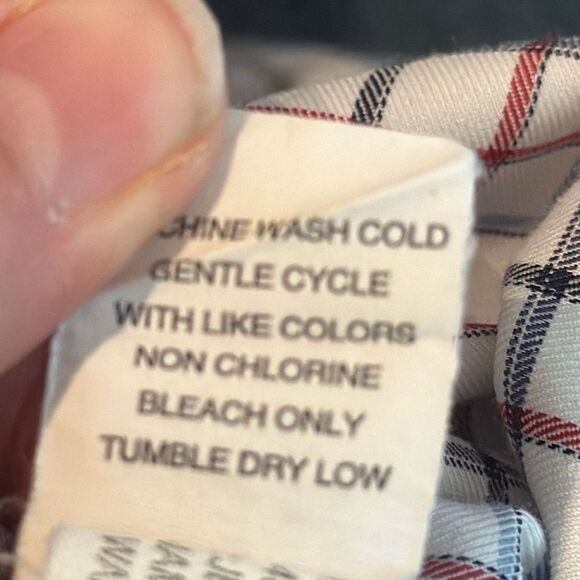 CHINE WASH COLD
GENTLE CYCLE
WITH LIKE COLORS
NON CHLORINE
BLEACH ONLY
TUMBLE DRY LOW